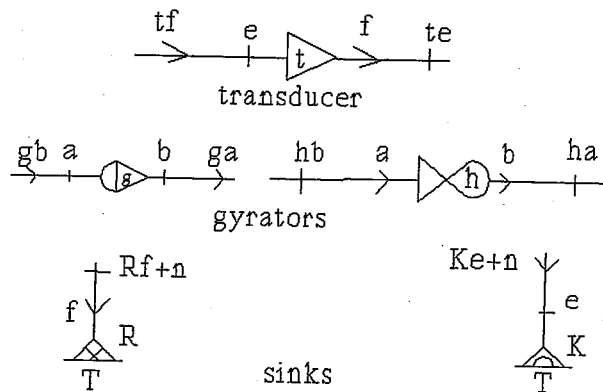 tf e t f te
transducer
gb a g b ga hb a h b ha
gyrators
Rf+n Ke+n
f e
R K
T T
sinks